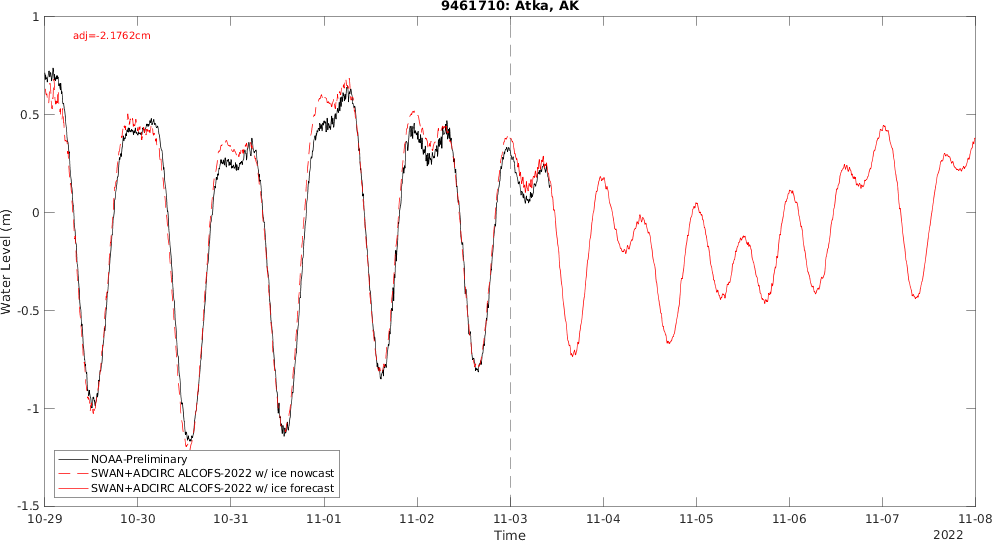 9461710: Atka, AK
adj=-2.1762cm
1
0.5
0
-0.5
-1
-1.5
Water Level (m)
NOAA-Preliminary
SWAN+ADCIRC ALCOFS-2022 w/ ice nowcast
SWAN+ADCIRC ALCOFS-2022 w/ ice forecast
10-29 10-30 10-31 11-01 11-02 11-03 11-04 11-05 11-06 11-07 11-08
Time
2022